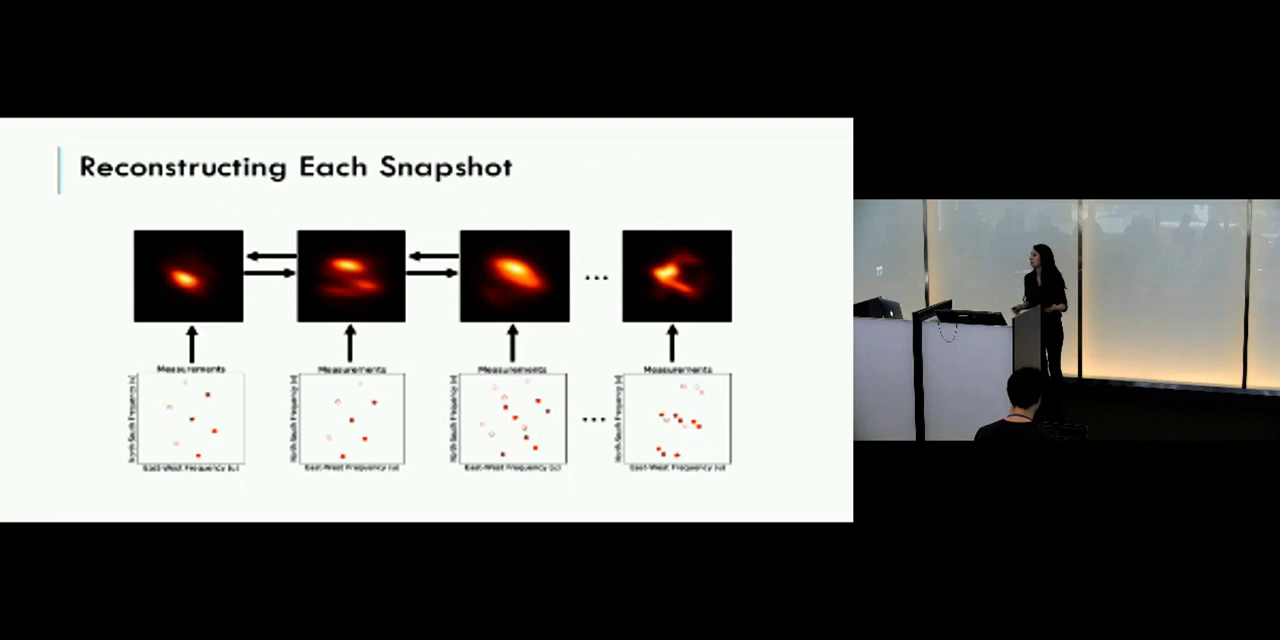 Reconstructing Each Snapshot
...
Measurements
Measurements
Measurements
Measurements
North-South Frequency (v)
North-South Frequency (v)
North-South Frequency (v)
North-South Frequency (v)
...
East-West Frequency (u)
East-West Frequency (u)
East-West Frequency (u)
East-West Frequency (u)